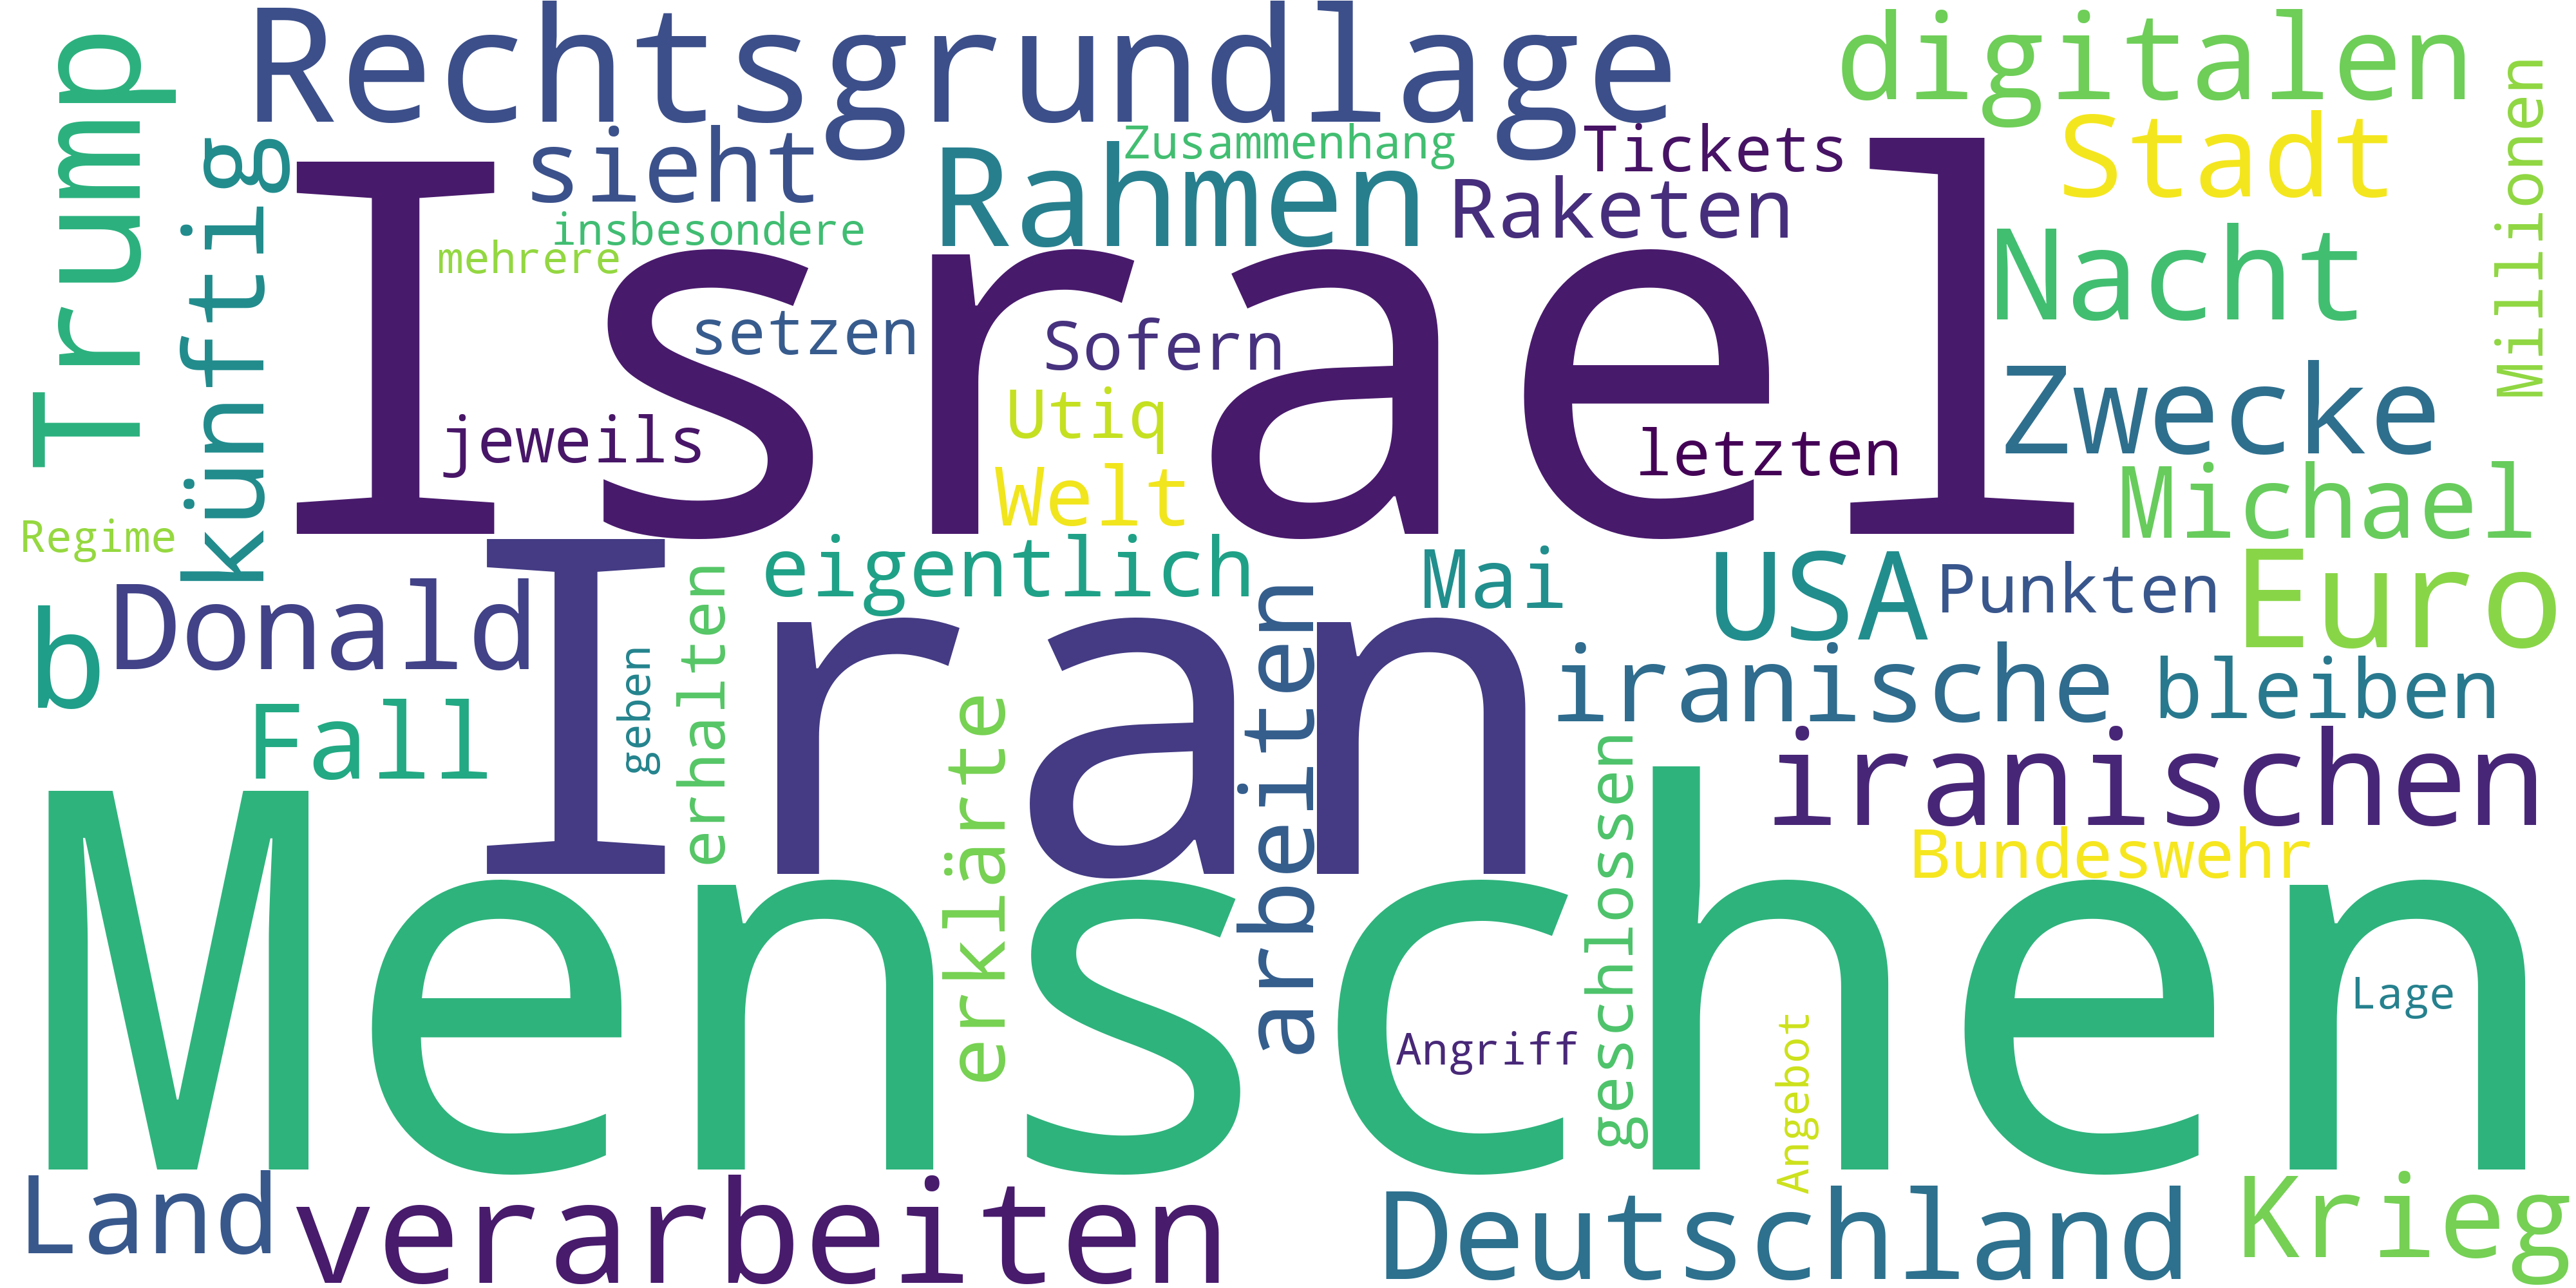 Rechtsgrundlage
digitalen
Trump
künftig
sieht
Zusammenhang
Tickets
Stadt
Millionen
Rahmen
Raketen
insbesondere
mehrere
Israel
Nacht
setzen
Sofern
Utiq
Zwecke
jeweils
letzten
Welt
Michael
Regime
eigentlich
Mai
USA
Punkten
Euro
b
Donald
Iran
iranische
bleiben
geben
erhalten
arbeiten
Fall
erklärte
geschlossen
iranischen
Bundeswehr
Menschen
Lage
Angriff
Angebot
Land
verarbeiten
Deutschland
Krieg